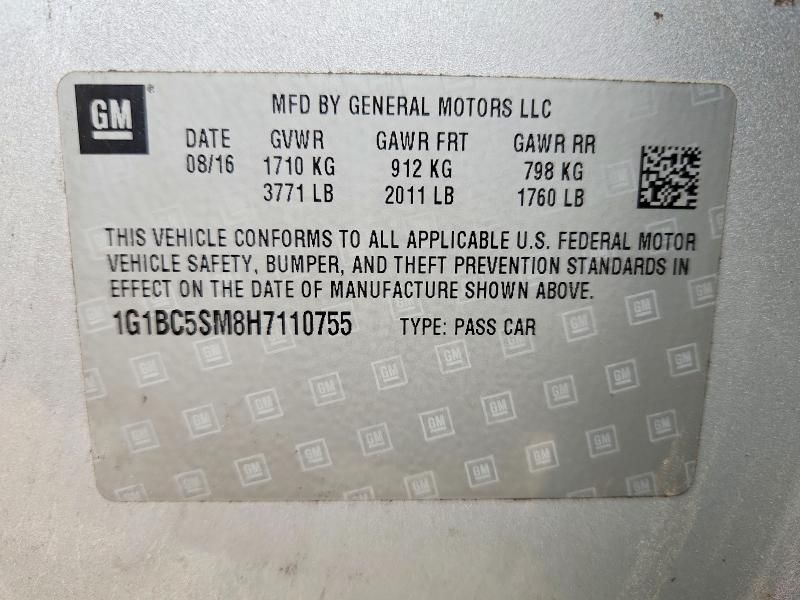 GM
MFD BY GENERAL MOTORS LLC
DATE GVWR GAWR FRT GAWR RR
08/16 1710 KG 912 KG 798 KG
3771 LB 2011 LB 1760 LB
THIS VEHICLE CONFORMS TO ALL APPLICABLE U.S. FEDERAL MOTOR
VEHICLE SAFETY, BUMPER, AND THEFT PREVENTION STANDARDS IN
EFFECT ON THE DATE OF MANUFACTURE SHOWN ABOVE.
1G1BC5SM8H7110755 TYPE: PASS CAR